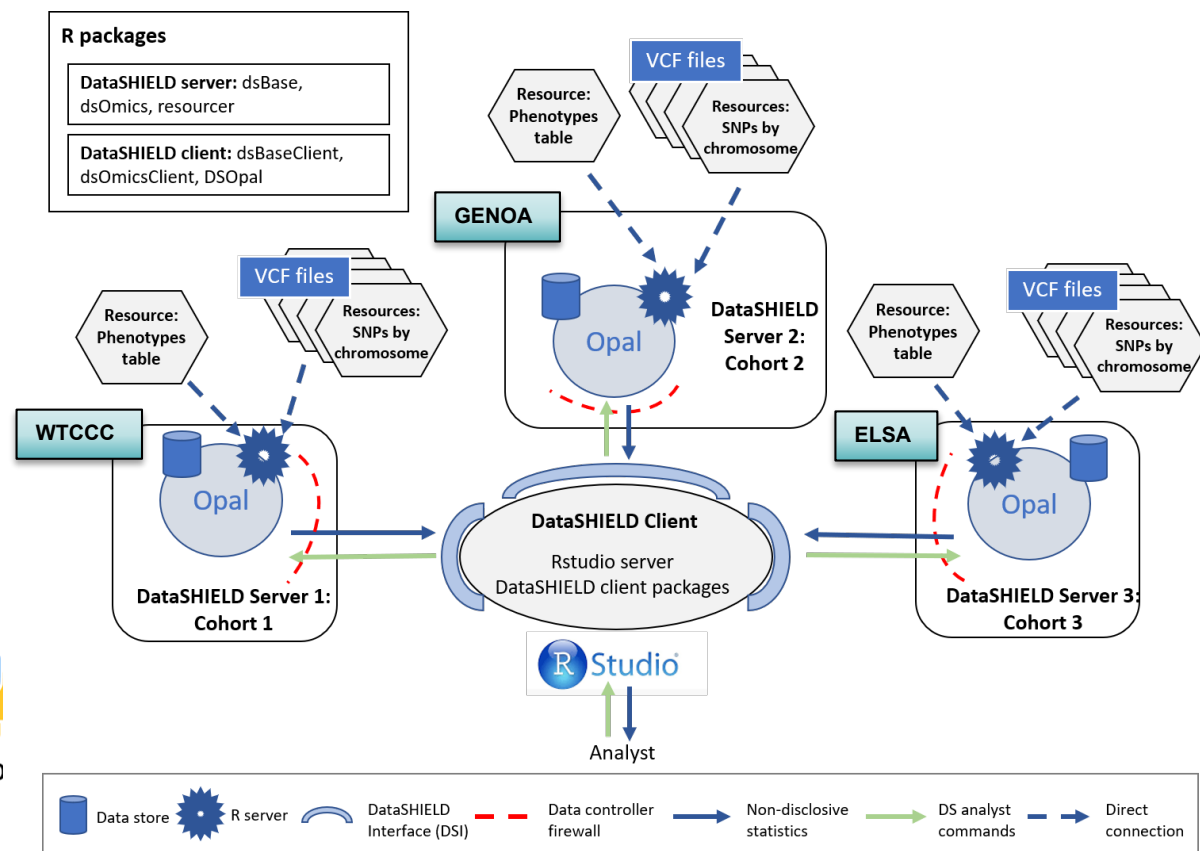 R packages
DataSHIELD server: dsBase,
dsOmics, resourcer
DataSHIELD client: dsBaseClient,
dsOmicsClient, DSOpal
VCF files
Resource:
Phenotypes
table
Resources:
SNPs by
chromosome
GENOA
Opal
DataSHIELD
Server 2:
Cohort 2
VCF files
Resource:
Phenotypes
table
Resources:
SNPs by
chromosome
WTCCC
Opal
DataSHIELD Server 1:
Cohort 1
VCF files
Resource:
Phenotypes
table
Resources:
SNPs by
chromosome
ELSA
Opal
DataSHIELD Server 3:
Cohort 3
DataSHIELD Client
Rstudio server
DataSHIELD client packages
R Studio®
Analyst
Data store
R server
DataSHIELD
Interface (DSI)
Data controller
firewall
Non-disclosive
statistics
DS analyst
commands
Direct
connection